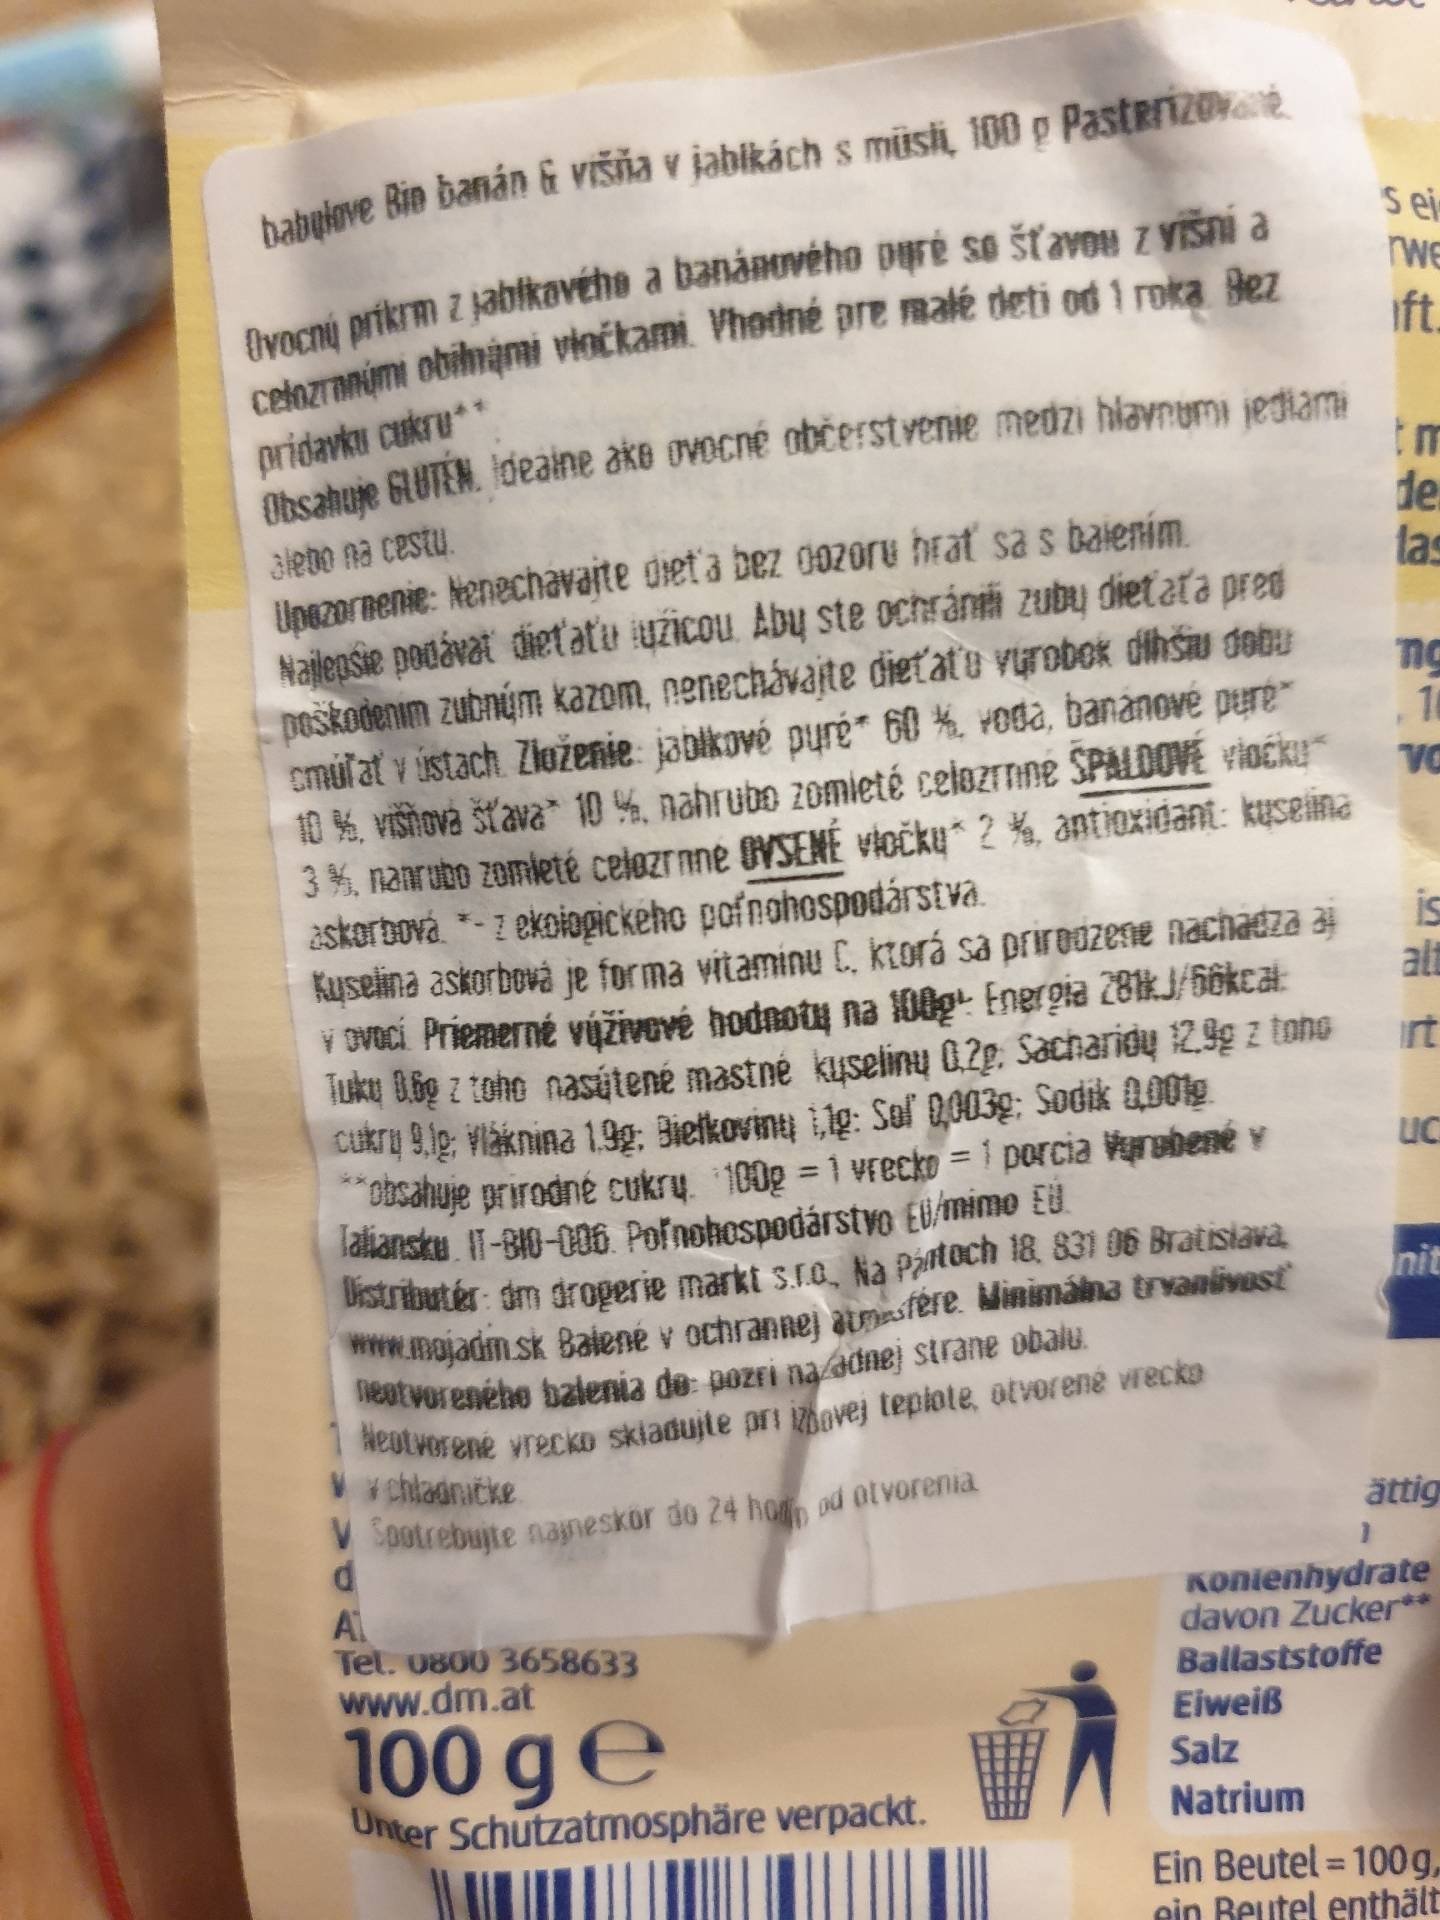 babylove Bio banán & višňa v jablkách s müsli, 100 g Pasterizované.
Ovocný príkrm z jablkového a banánového pyré so šťavou z višní a
celozrnnými obilnými vločkami. Vhodné pre malé deti od 1 roka. Bez
prídavku cukru**
Obsahuje GLUTÉN. Ideálne ako ovocné občerstvenie medzi hlavnými jedlami
alebo na cestu.
Upozornenie: Nenechávajte dieťa bez dozoru hrať sa s balením.
Najlepšie podávať dieťaťu lyžicou. Aby ste ochránili zuby dieťaťa pred
poškodením zubným kazom, nenechávajte dieťaťu výrobok dlhšiu dobu
cmúľať v ústach. Zloženie: jablkové pyré* 60 %, voda, banánové pyré*
10 %, višňová šťava* 10 %, nahrubo zomleté celozrnné ŠPALDOVÉ vločky*
3 %, nahrubo zomleté celozrnné OVSENÉ vločky* 2 %, antioxidant: kyselina
askorbová. *- z ekologického poľnohospodárstva.
Kyselina askorbová je forma vitamínu C, ktorá sa prirodzene nachádza aj
v ovocí. Priemerné výživové hodnoty na 100g¹: Energia 281kJ/66kcal;
Tuky 0,6g z toho nasýtené mastné kyseliny 0,2g; Sacharidy 12,9g z toho
cukry 9,1g; Vláknina 1,9g; Bielkoviny 1,1g; Soľ 0,003g; Sodík 0,001g.
**obsahuje prírodné cukry. ¹100g = 1 vrecko = 1 porcia Vyrobené v
Taliansku. IT-BIO-006. Poľnohospodárstvo EÚ/mimo EÚ.
Distribútér: dm drogerie markt s.r.o., Na Pántoch 18, 831 06 Bratislava,
www.mojadm.sk Balené v ochrannej atmosfére. Minimálna trvanlivosť
neotvoreného balenia do: pozri na zadnej strane obalu.
Neotvorené vrecko skladujte pri izbovej teplote, otvorené vrecko
v chladničke.
Spotrebujte najneskôr do 24 hodín od otvorenia.
Tel. 0800 3658633
www.dm.at
100 g e
Unter Schutzatmosphäre verpackt.
Kohlenhydrate
davon Zucker**
Ballaststoffe
Eiweiß
Salz
Natrium
Ein Beutel = 100 g,
ein Beutel enthält